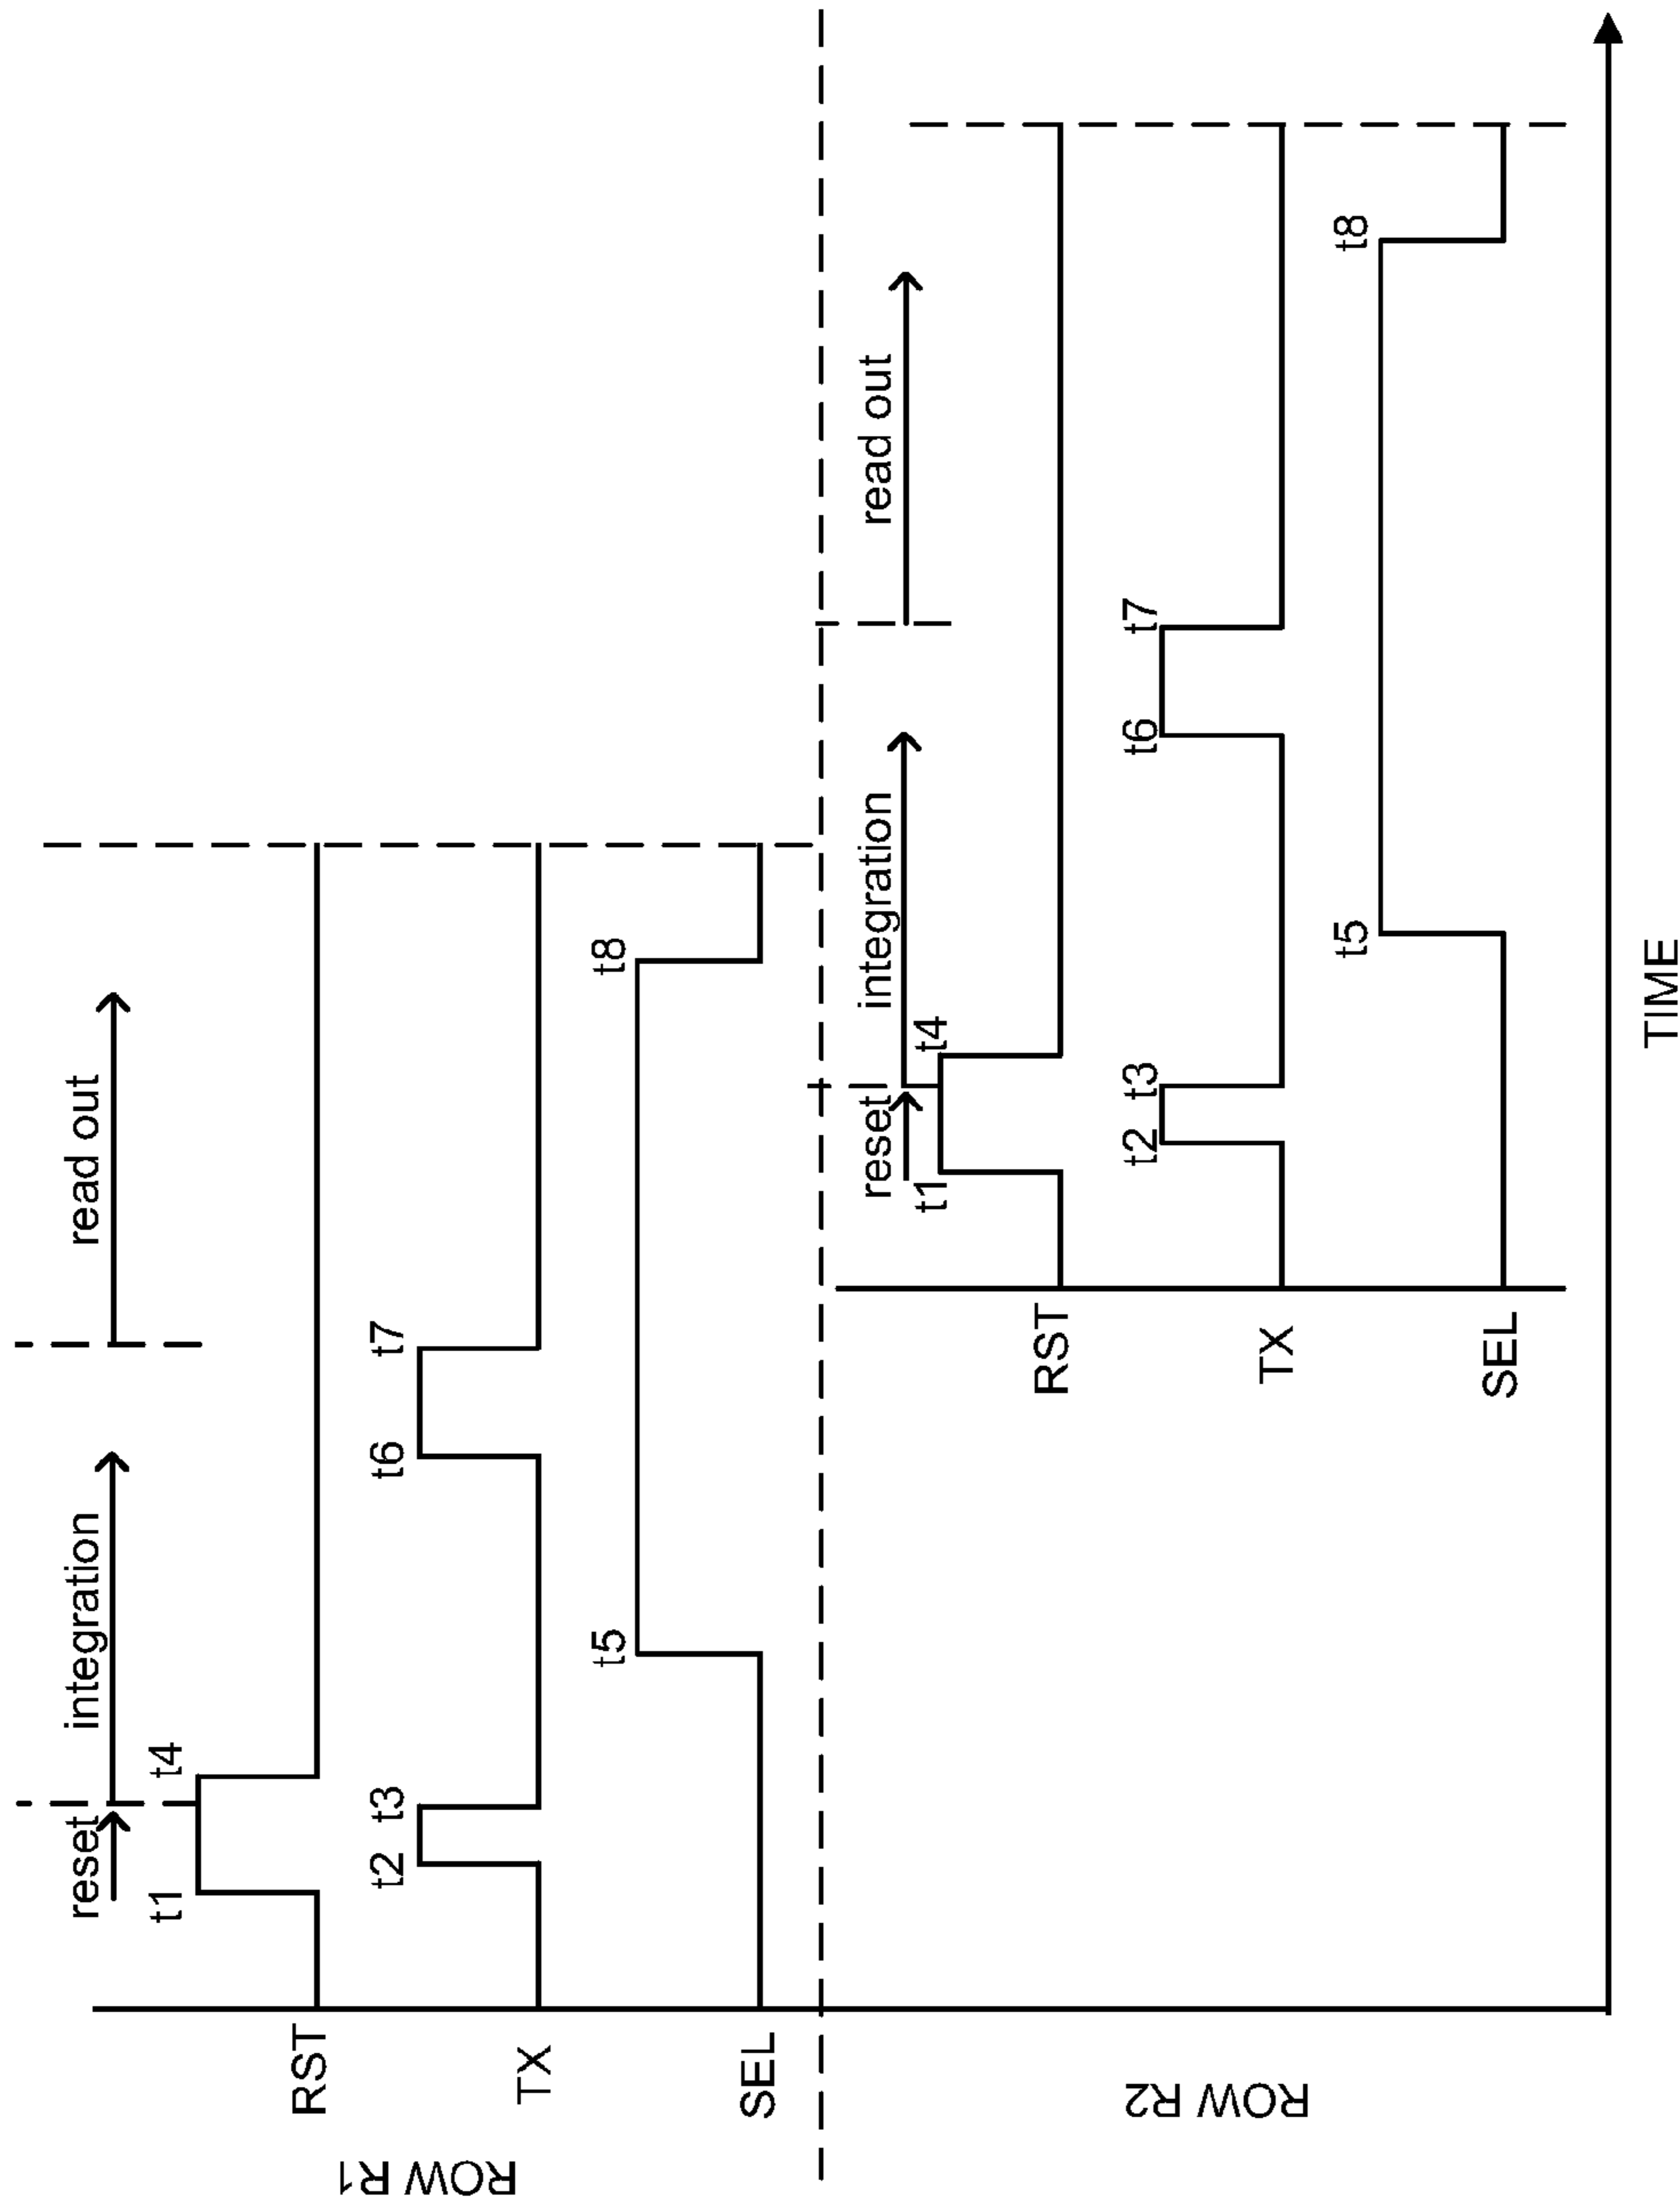 ROW R1
reset
integration
read out
t1
t4
RST
t2
t3
t6
t7
TX
t5
t8
SEL
ROW R2
reset
integration
read out
t1
t4
RST
t2
t3
t6
t7
TX
t5
t8
SEL
TIME